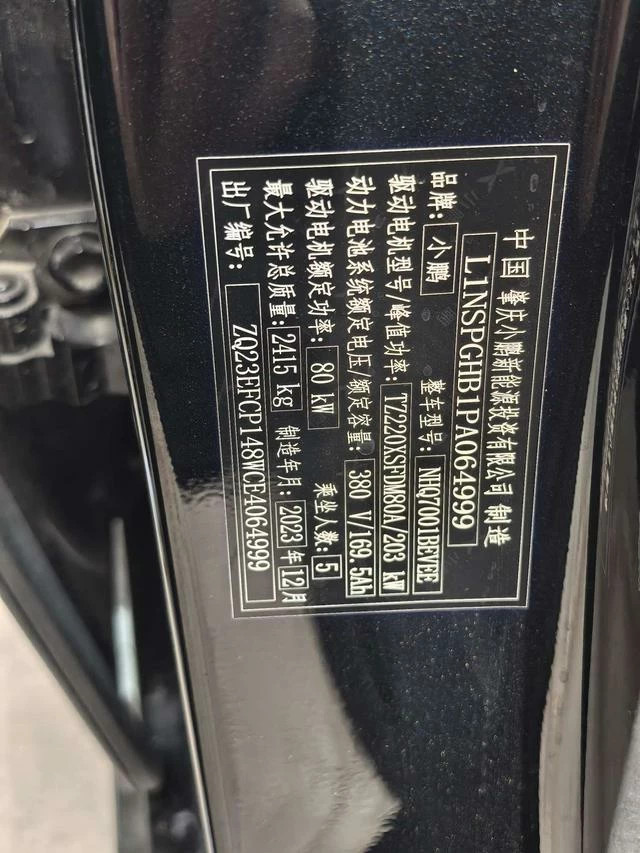 中国 肇庆小鹏新能源投资有限公司 制造
L1NSPGHB1PA064999
品牌: 小鹏 整车型号: NHQ7001BEVEE
驱动电机型号/峰值功率: TZ220XSFDM80A/203 kW
动力电池系统额定电压/额定容量: 380 V/169.5Ah
驱动电机额定功率: 80 kW 乘坐人数: 5
最大允许总质量: 2415 kg 制造年月: 2023年12月
出厂编号: ZQ23EFCP148WCE4064999